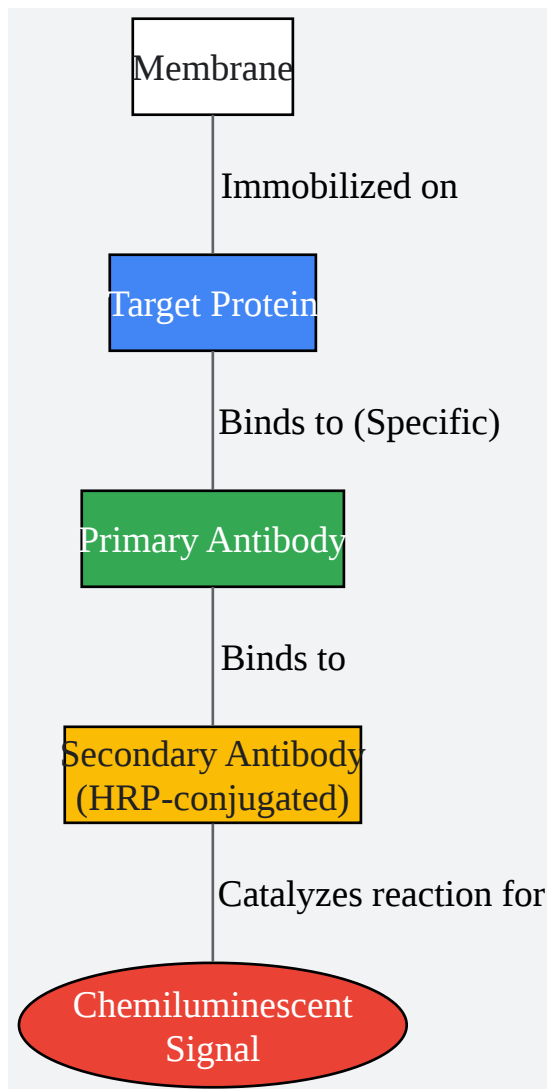 Membrane
Immobilized on
Target Protein
Binds to (Specific)
Primary Antibody
Binds to
Secondary Antibody
(HRP-conjugated)
Catalyzes reaction for
Chemiluminescent
Signal